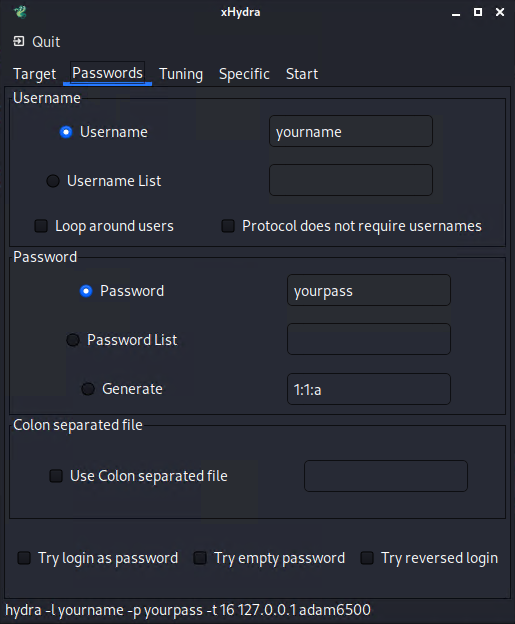 xHydra
Quit
Target Passwords Tuning Specific Start
Username
Username yourname
Username List
Loop around users Protocol does not require usernames
Password
Password yourpass
Password List
Generate 1:1:a
Colon separated file
Use Colon separated file
Try login as password Try empty password Try reversed login
hydra -l yourname -p yourpass -t 16 127.0.0.1 adam6500